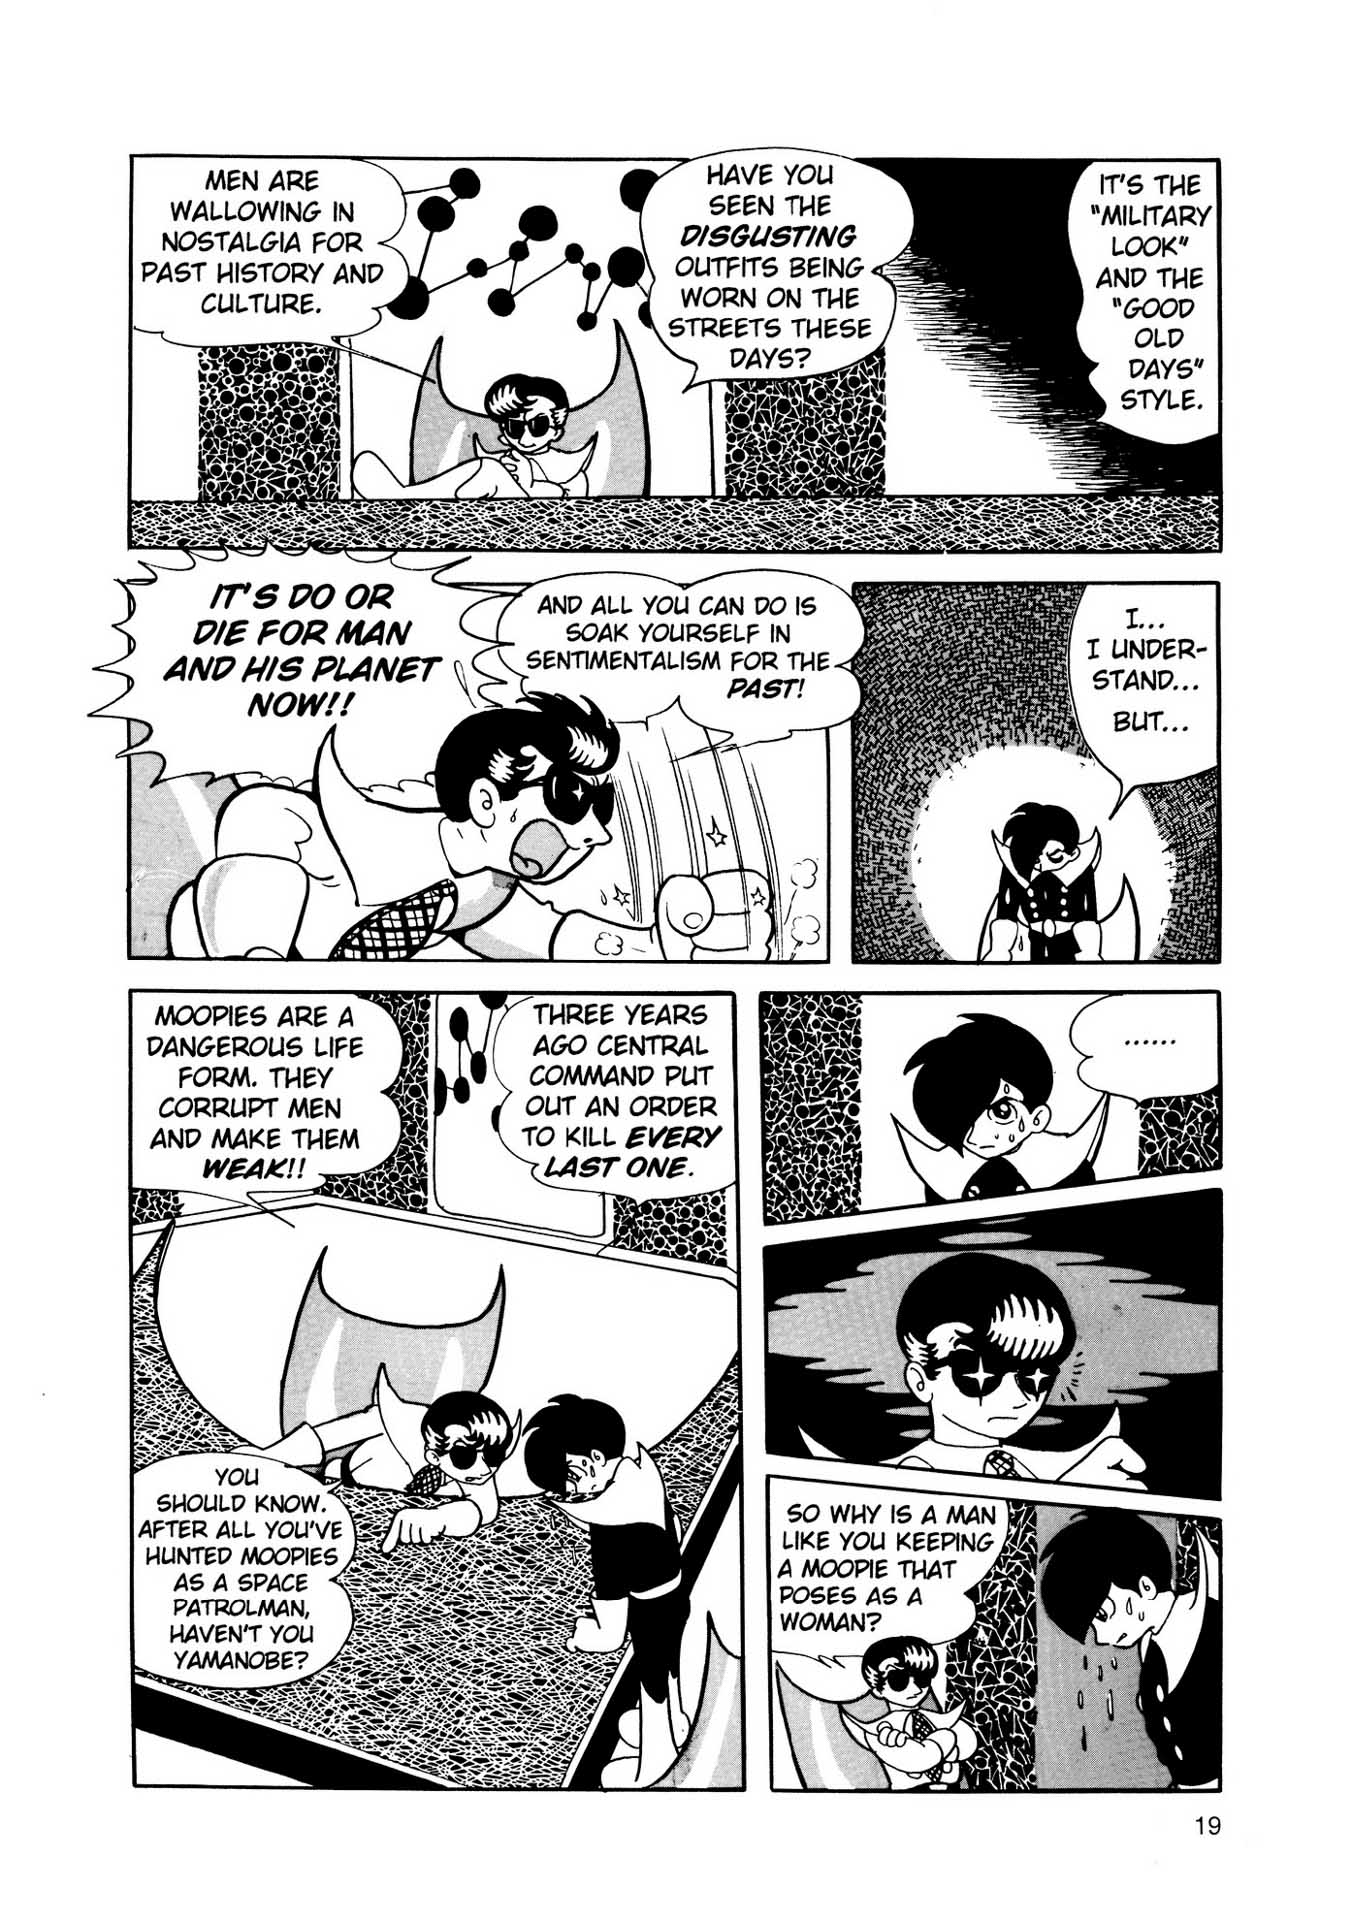 MEN ARE
WALLOWING IN
NOSTALGIA FOR
PAST HISTORY AND
CULTURE.
HAVE YOU
SEEN THE
DISGUSTING
OUTFITS BEING
WORN ON THE
STREETS THESE
DAYS?
IT'S THE
"MILITARY
LOOK"
AND THE
"GOOD
OLD
DAYS"
STYLE.
IT'S DO OR
DIE FOR MAN
AND HIS PLANET
NOW!!
AND ALL YOU CAN DO IS
SOAK YOURSELF IN
SENTIMENTALISM FOR THE
PAST!
I...
I UNDER-
STAND...
BUT...
MOOPIES ARE A
DANGEROUS LIFE
FORM. THEY
CORRUPT MEN
AND MAKE THEM
WEAK!!
THREE YEARS
AGO CENTRAL
COMMAND PUT
OUT AN ORDER
TO KILL EVERY
LAST ONE.
YOU
SHOULD KNOW.
AFTER ALL YOU'VE
HUNTED MOOPIES
AS A SPACE
PATROLMAN,
HAVEN'T YOU
YAMANOBE?
......
SO WHY IS A MAN
LIKE YOU KEEPING
A MOOPIE THAT
POSES AS A
WOMAN?
19